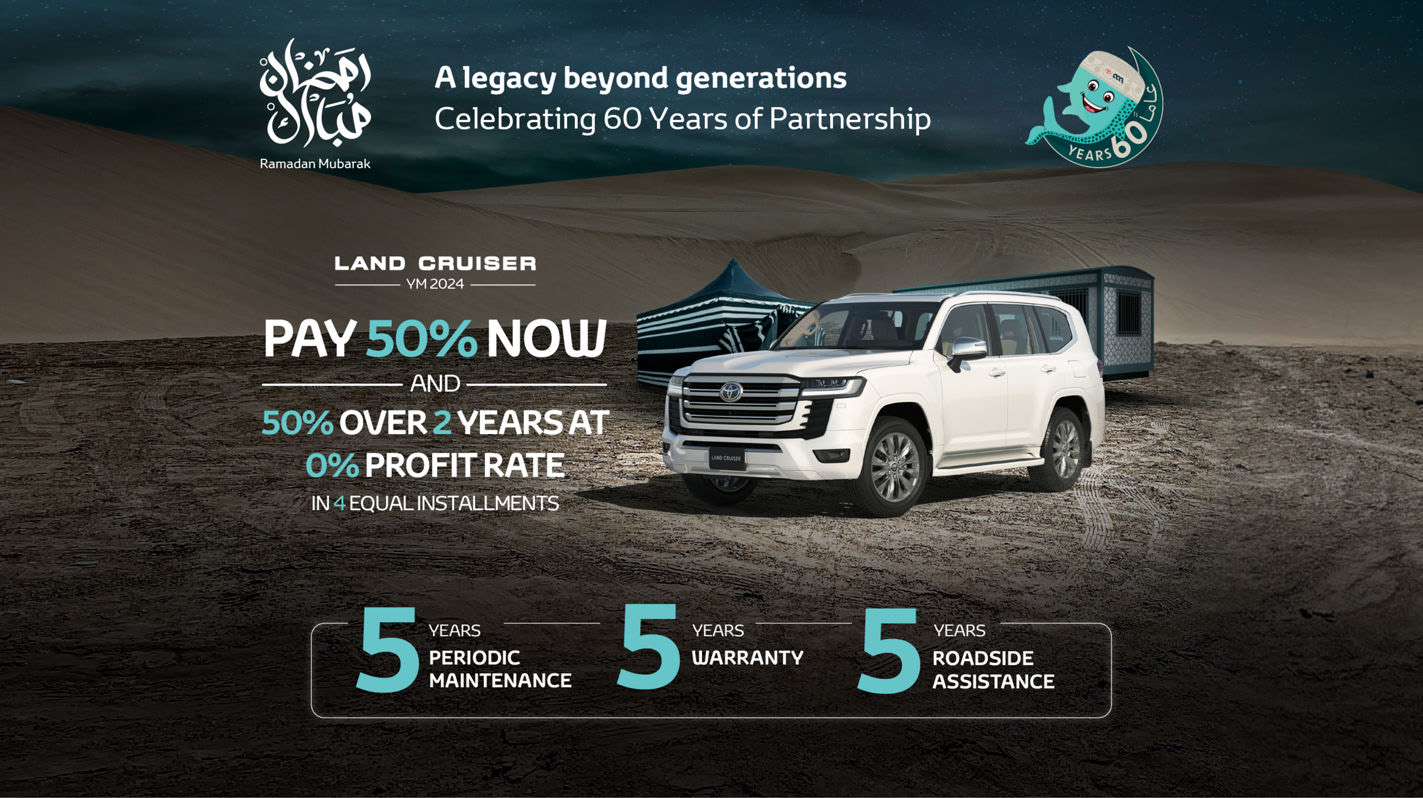 رمضان
مبارك
Ramadan Mubarak
A legacy beyond generations
Celebrating 60 Years of Partnership
YEARS 60 عاما
LAND CRUISER
YM 2024
PAY 50% NOW
AND
50% OVER 2 YEARS AT
0% PROFIT RATE
IN 4 EQUAL INSTALLMENTS
LAND CRUISER
5 YEARS
PERIODIC
MAINTENANCE
5 YEARS
WARRANTY
5 YEARS
ROADSIDE
ASSISTANCE